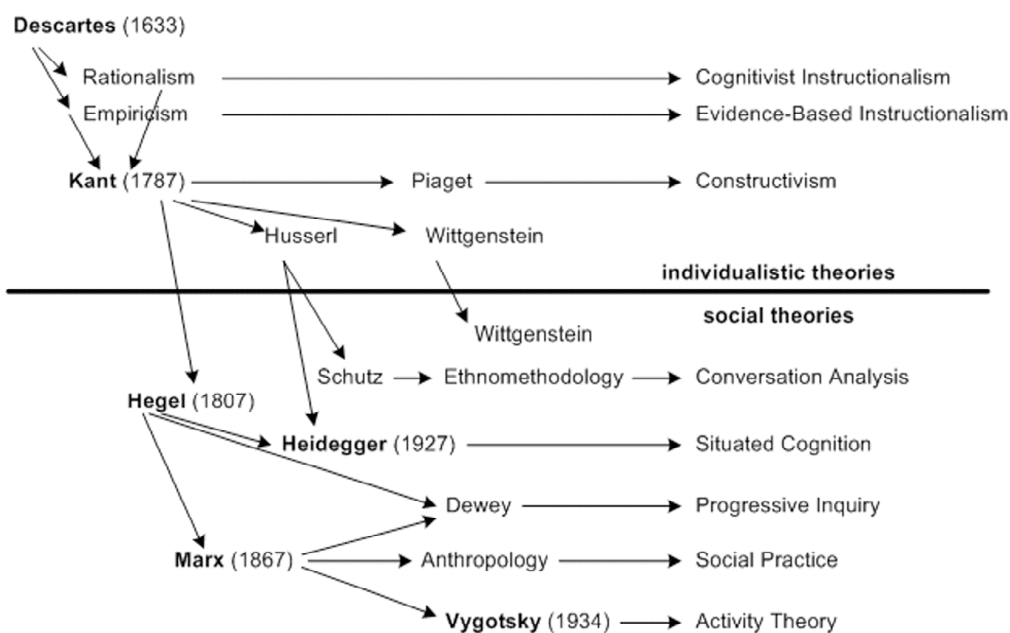 Descartes (1633)
Rationalism Cognitivist Instructionalism
Empiricism Evidence-Based Instructionalism
Kant (1787) Piaget Constructivism
Husserl Wittgenstein
individualistic theories
social theories
Wittgenstein
Schutz Ethnomethodology Conversation Analysis
Hegel (1807)
Heidegger (1927) Situated Cognition
Dewey Progressive Inquiry
Marx (1867) Anthropology Social Practice
Vygotsky (1934) Activity Theory